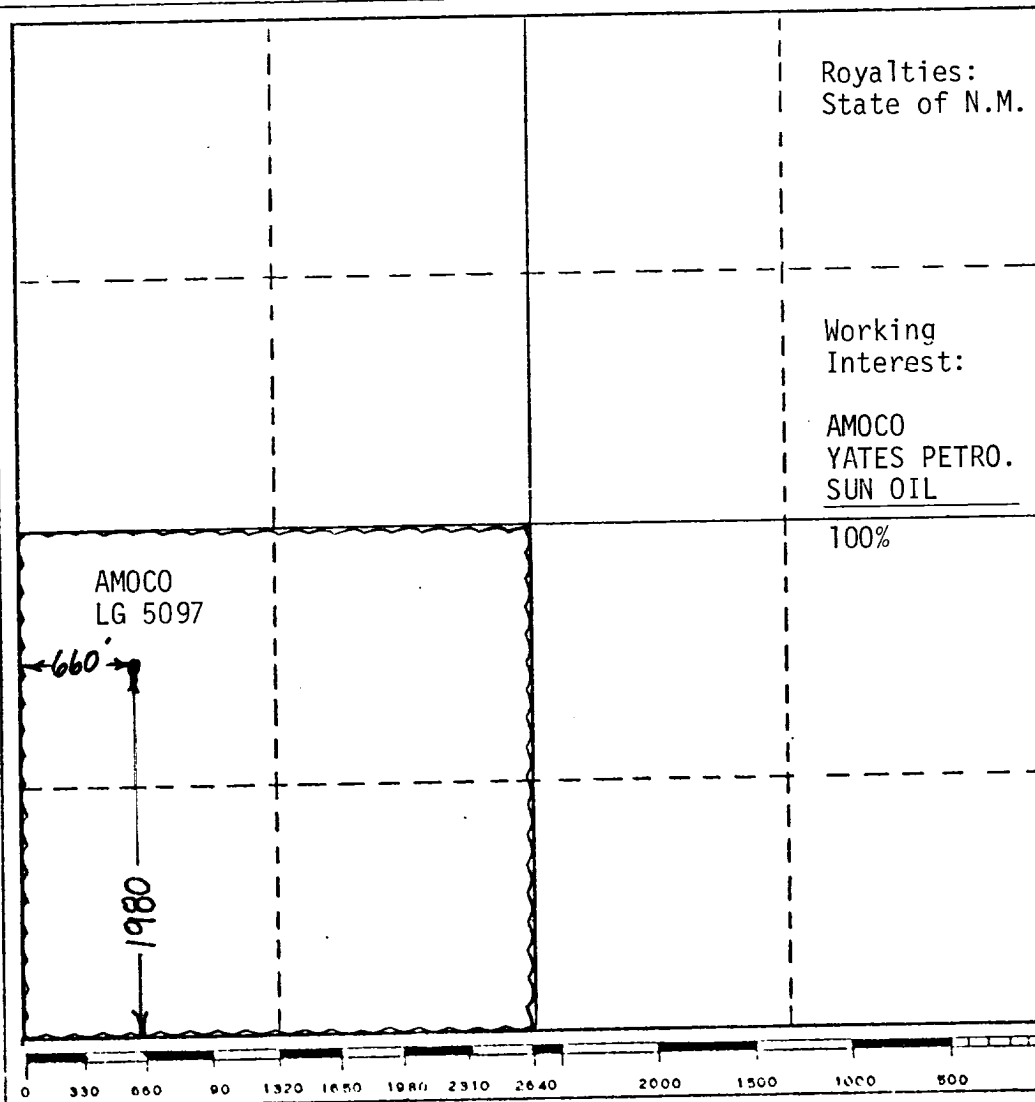 Royalties:
State of N.M.
Working
Interest:
AMOCO
YATES PETRO.
SUN OIL
100%
AMOCO
LG 5097
660'
1980
0 330 660 90 1320 1650 1980 2310 2640 2000 1500 1000 500